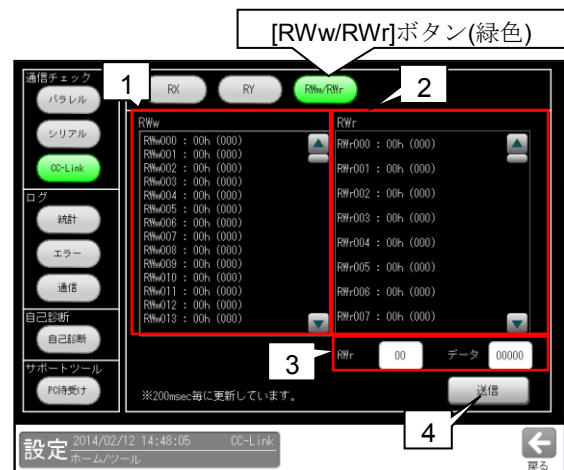 [RWw/RWr]ボタン(緑色)
通信チェック
パラレル
シリアル
CC-Link
ログ
統計
エラー
通信
自己診断
自己診断
サポートツール
PC待受け
1
RX
RY
RWw/RWr
2
RWw
RWw000 : 00h (000)
RWw001 : 00h (000)
RWw002 : 00h (000)
RWw003 : 00h (000)
RWw004 : 00h (000)
RWw005 : 00h (000)
RWw006 : 00h (000)
RWw007 : 00h (000)
RWw008 : 00h (000)
RWw009 : 00h (000)
RWw010 : 00h (000)
RWw011 : 00h (000)
RWw012 : 00h (000)
RWw013 : 00h (000)
RWr
RWr000 : 00h (000)
RWr001 : 00h (000)
RWr002 : 00h (000)
RWr003 : 00h (000)
RWr004 : 00h (000)
RWr005 : 00h (000)
RWr006 : 00h (000)
RWr007 : 00h (000)
3
RWr 00 データ 00000
※200msec毎に更新しています。
送信
4
設定 2014/02/12 14:48:05 CC-Link
ホーム/ツール
戻る